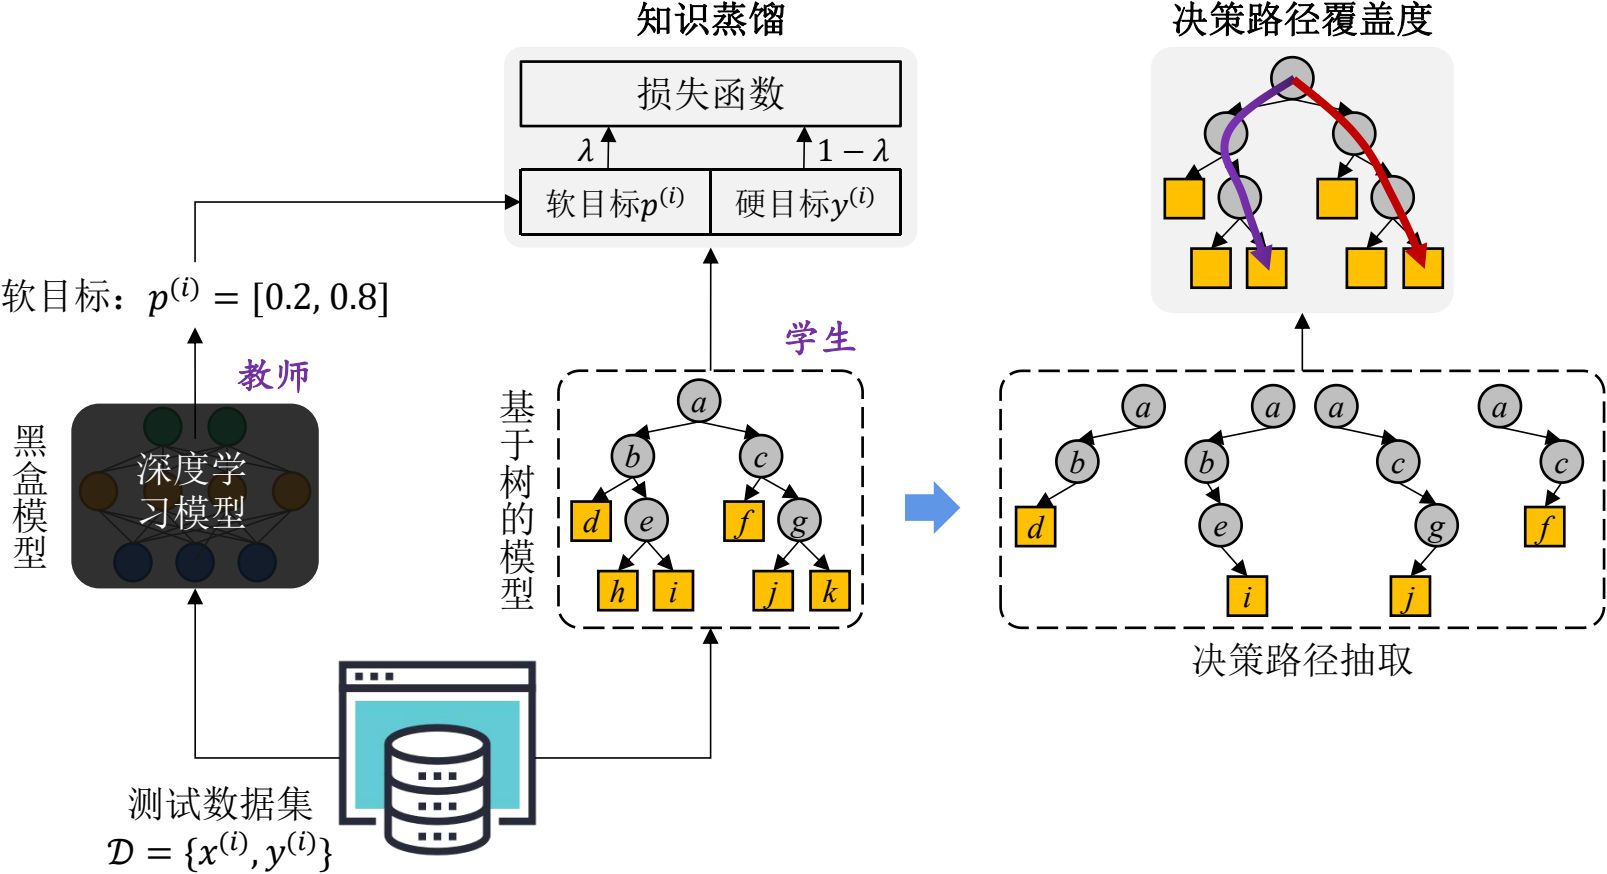 知识蒸馏
决策路径覆盖度
损失函数
λ
1 − λ
软目标p^(i)
硬目标y^(i)
软目标：p^(i) = [0.2, 0.8]
教师
学生
黑盒模型
深度学
习模型
基于树的模型
a
b
c
d
e
f
g
h
i
j
k
a
b
d
a
b
e
i
a
c
g
j
a
c
f
决策路径抽取
测试数据集
𝒟 = {x^(i), y^(i)}